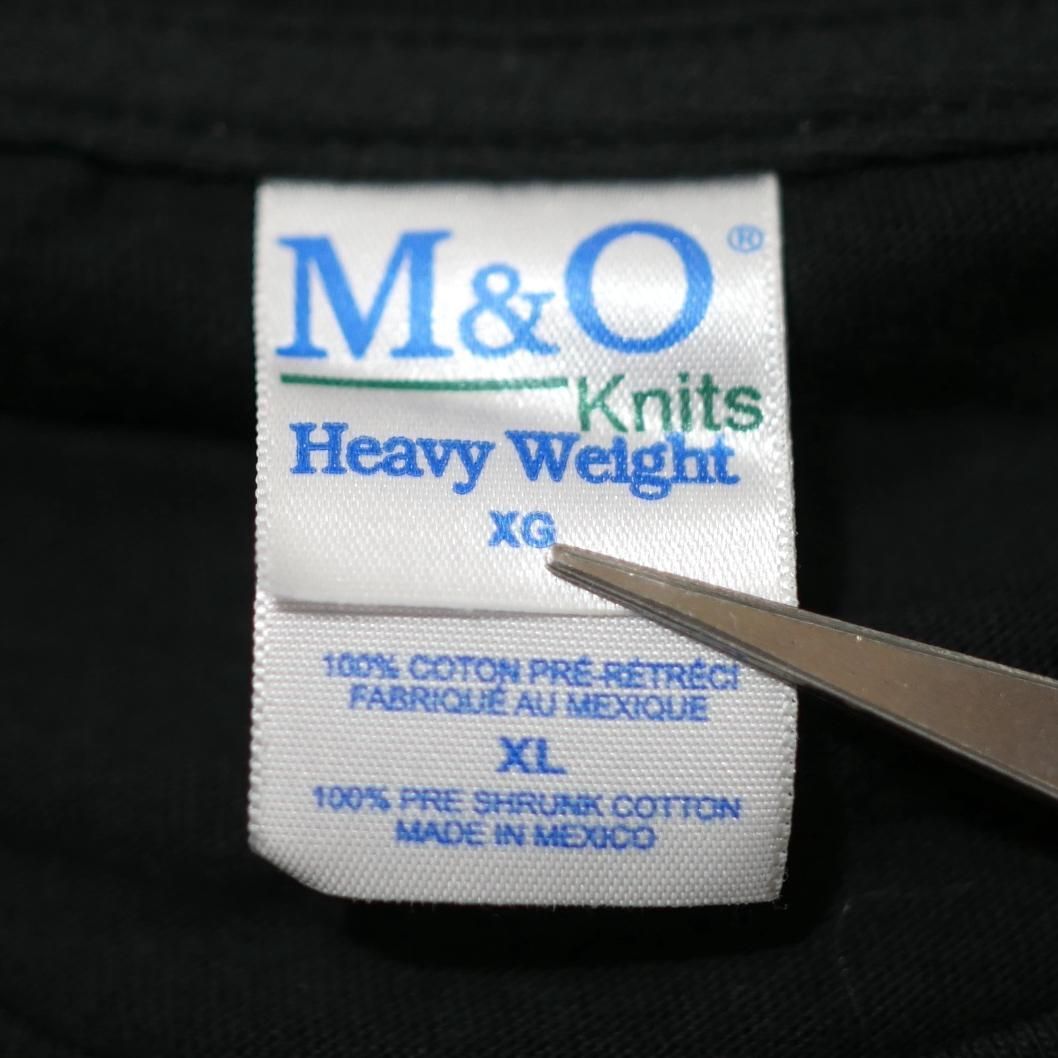 M&O®
Knits
Heavy Weight
XG
100% COTON PRÉ-RÉTRÉCI
FABRIQUÉ AU MEXIQUE
XL
100% PRE SHRUNK COTTON
MADE IN MEXICO